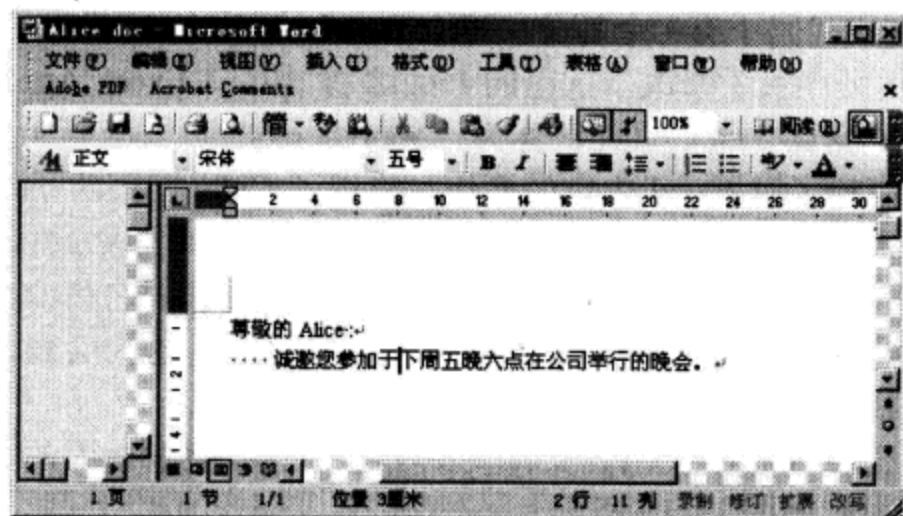 Alice.doc - Microsoft Word
文件(F) 编辑(E) 视图(V) 插入(I) 格式(O) 工具(T) 表格(A) 窗口(W) 帮助(H)
Adobe PDF Acrobat Comments
簡 100% 阅读(R)
正文 宋体 五号 B I A
2 4 6 8 10 12 14 16 18 20 22 24 26 28 30
尊敬的 Alice:
诚邀您参加于下周五晚六点在公司举行的晚会。
2
4
1 页 1 节 1/1 位置 3厘米 2 行 11 列 录制 修订 扩展 改写